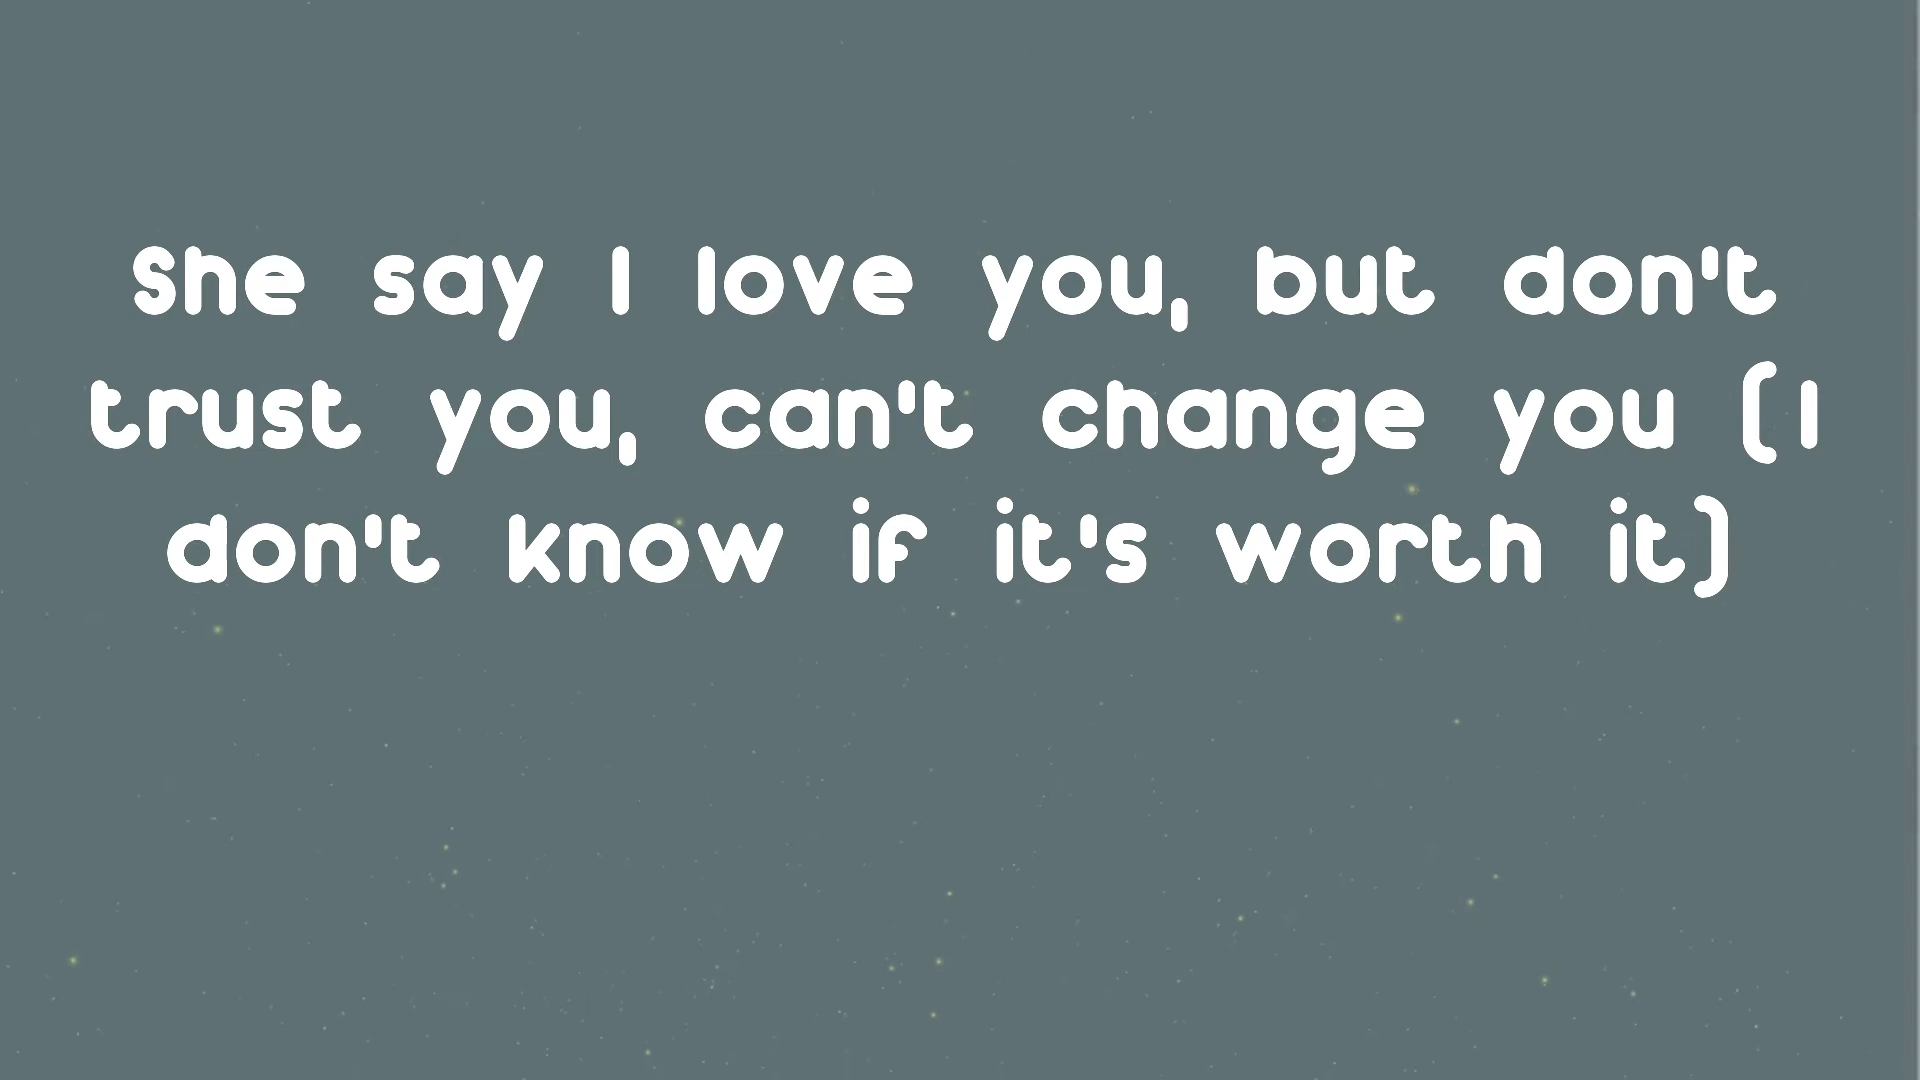 She say I love you, but don't
trust you, can't change you (I
don't know if it's worth it)